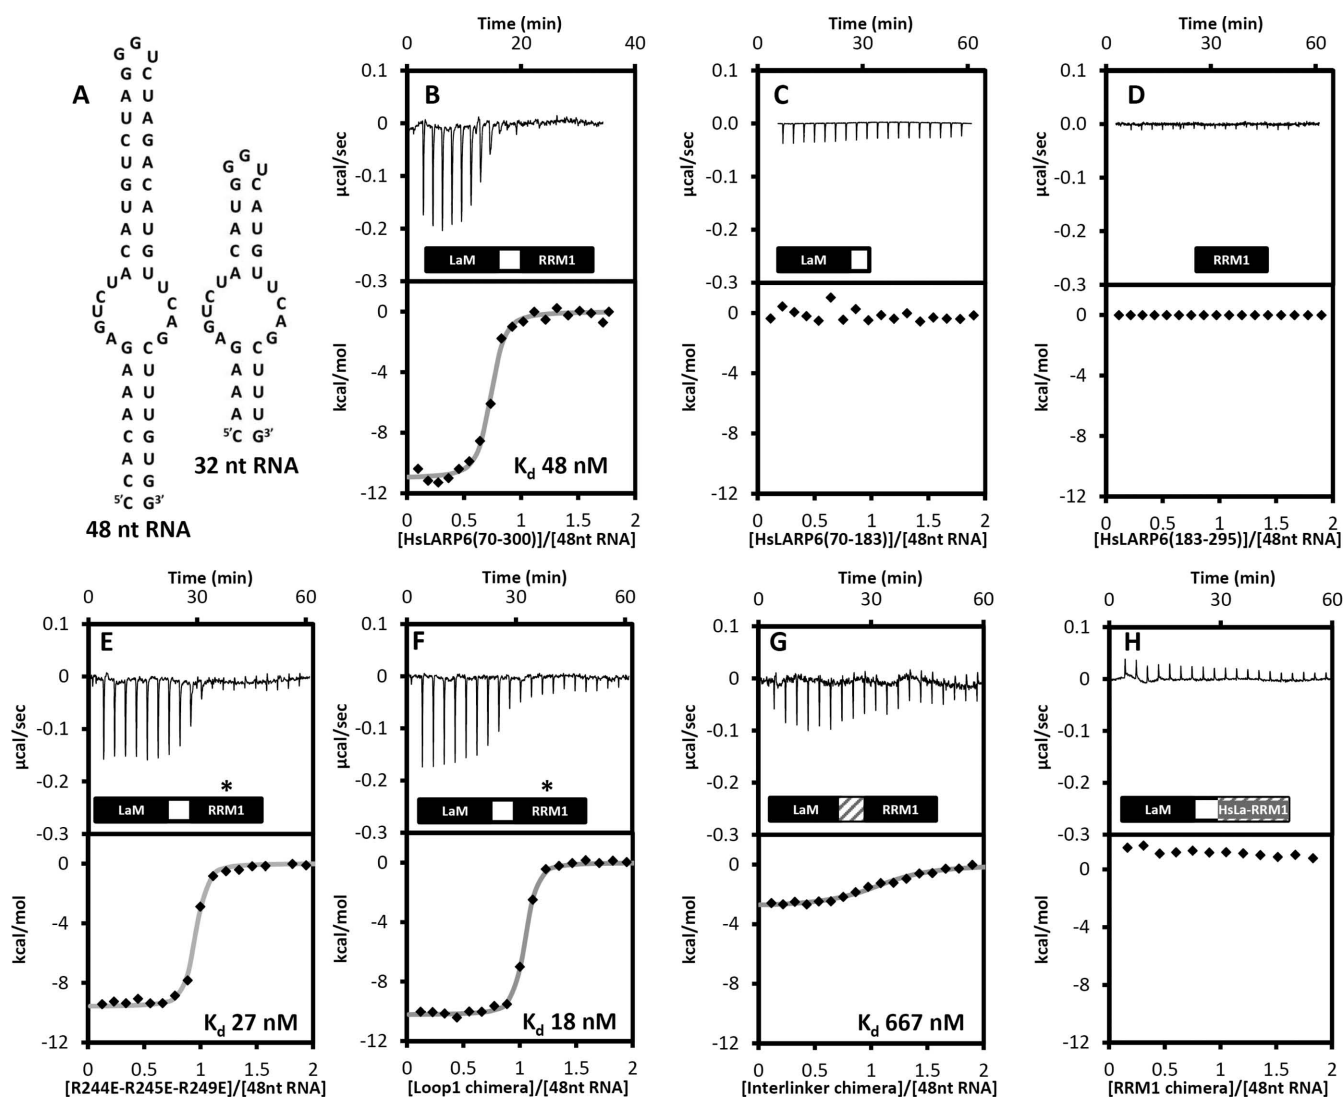 A
G G U
G C
A U
U A
C G
U A
G C
U A
A U
C G
A U
U C U G A
C A G
G C
A U
A U
A U
C G
A U
C G
5'C G3'
48 nt RNA
G G U
G C
U A
A U
C G
A U
U C U G A
U C A G
G C
A U
A U
A U
5'C G3'
32 nt RNA
Time (min)
0 20 40
B
0.1
0
-0.1
-0.2
-0.3
µcal/sec
LaM RRM1
0
-4
-8
-12
kcal/mol
Kd 48 nM
0 0.5 1 1.5 2
[HsLARP6(70-300)]/[48nt RNA]
Time (min)
0 30 60
C
0.1
0.0
-0.1
-0.2
-0.3
µcal/sec
LaM
0
-4
-8
-12
kcal/mol
0 0.5 1 1.5 2
[HsLARP6(70-183)]/[48nt RNA]
Time (min)
0 30 60
D
0.1
0.0
-0.1
-0.2
-0.3
µcal/sec
RRM1
0
-4
-8
-12
kcal/mol
0 0.5 1 1.5 2
[HsLARP6(183-295)]/[48nt RNA]
Time (min)
0 30 60
E
0.1
0
-0.1
-0.2
-0.3
µcal/sec
*
LaM RRM1
0
-4
-8
-12
kcal/mol
Kd 27 nM
0 0.5 1 1.5 2
[R244E-R245E-R249E]/[48nt RNA]
Time (min)
0 30 60
F
0.1
0
-0.1
-0.2
-0.3
µcal/sec
*
LaM RRM1
0
-4
-8
-12
kcal/mol
Kd 18 nM
0 0.5 1 1.5 2
[Loop1 chimera]/[48nt RNA]
Time (min)
0 30 60
G
0.1
0
-0.1
-0.2
-0.3
µcal/sec
LaM RRM1
0
-4
-8
-12
kcal/mol
Kd 667 nM
0 0.5 1 1.5 2
[Interlinker chimera]/[48nt RNA]
Time (min)
0 30 60
H
0.1
0
-0.1
-0.2
-0.3
µcal/sec
LaM HsLa-RRM1
0
-4
-8
-12
kcal/mol
0 0.5 1 1.5 2
[RRM1 chimera]/[48nt RNA]